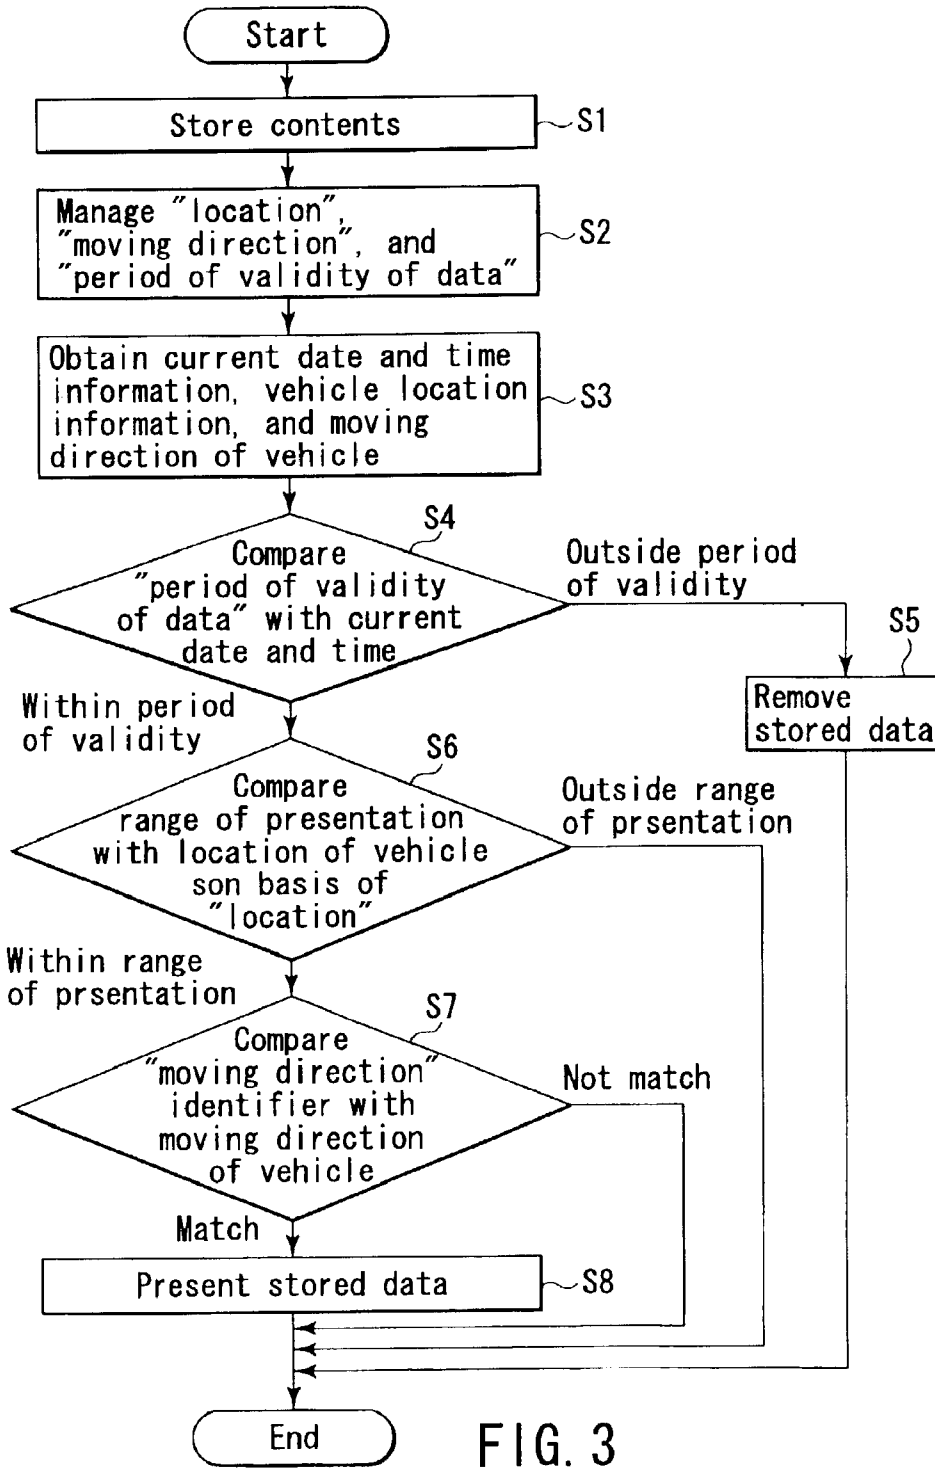 Start
Store contents
S1
Manage "location",
"moving direction", and
"period of validity of data"
S2
Obtain current date and time
information, vehicle location
information, and moving
direction of vehicle
S3
S4
Compare
"period of validity
of data" with current
date and time
Outside period
of validity
S5
Remove
stored data
Within period
of validity
S6
Compare
range of presentation
with location of vehicle
son basis of
"location"
Outside range
of prsentation
Within range
of prsentation
S7
Compare
"moving direction"
identifier with
moving direction
of vehicle
Not match
Match
Present stored data
S8
End
FIG. 3